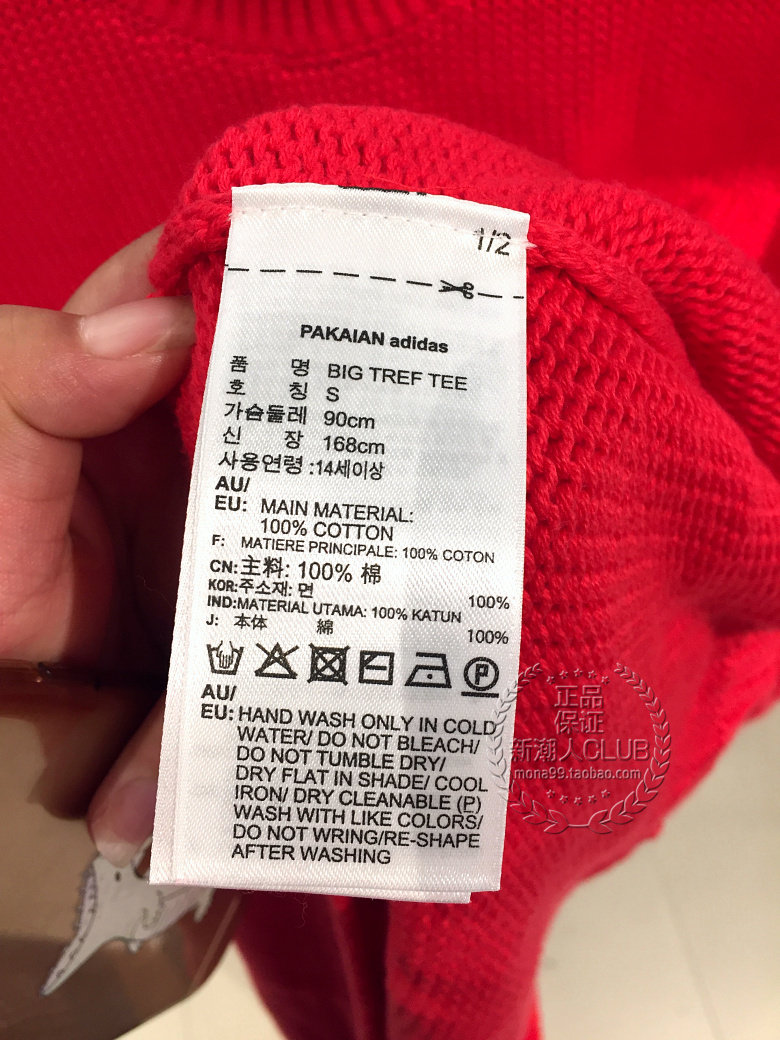 1/2
PAKAIAN adidas
품 명 BIG TREF TEE
호 칭 S
가슴둘레 90cm
신 장 168cm
사용연령 :14세이상
AU/
EU: MAIN MATERIAL:
100% COTTON
F: MATIERE PRINCIPALE: 100% COTON
CN:主料: 100% 棉
KOR:주소재: 면 100%
IND:MATERIAL UTAMA: 100% KATUN
J: 本体 綿 100%
P
AU/
EU: HAND WASH ONLY IN COLD
WATER/ DO NOT BLEACH/
DO NOT TUMBLE DRY/
DRY FLAT IN SHADE/ COOL
IRON/ DRY CLEANABLE (P)
WASH WITH LIKE COLORS/
DO NOT WRING/RE-SHAPE
AFTER WASHING
正品
保证
新潮人CLUB
mona99.taobao.com